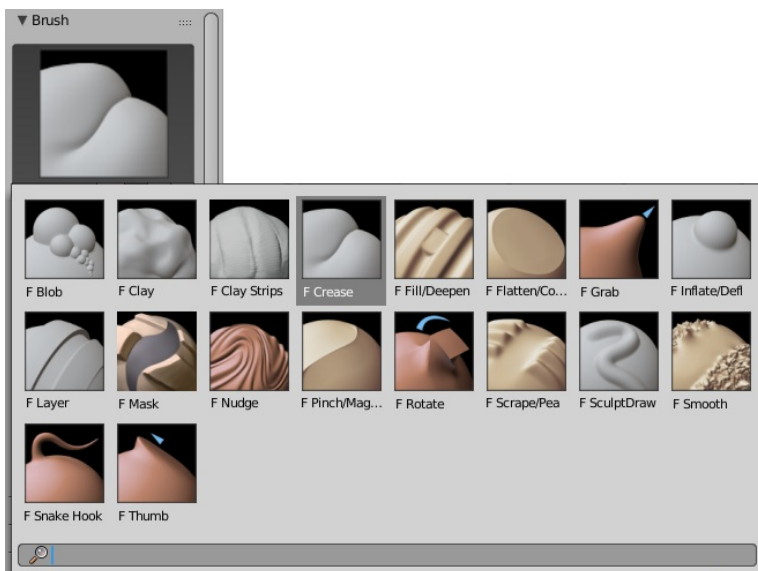 Brush
F Blob
F Clay
F Clay Strips
F Crease
F Fill/Deepen
F Flatten/Co...
F Grab
F Inflate/Defl
F Layer
F Mask
F Nudge
F Pinch/Mag...
F Rotate
F Scrape/Pea
F SculptDraw
F Smooth
F Snake Hook
F Thumb